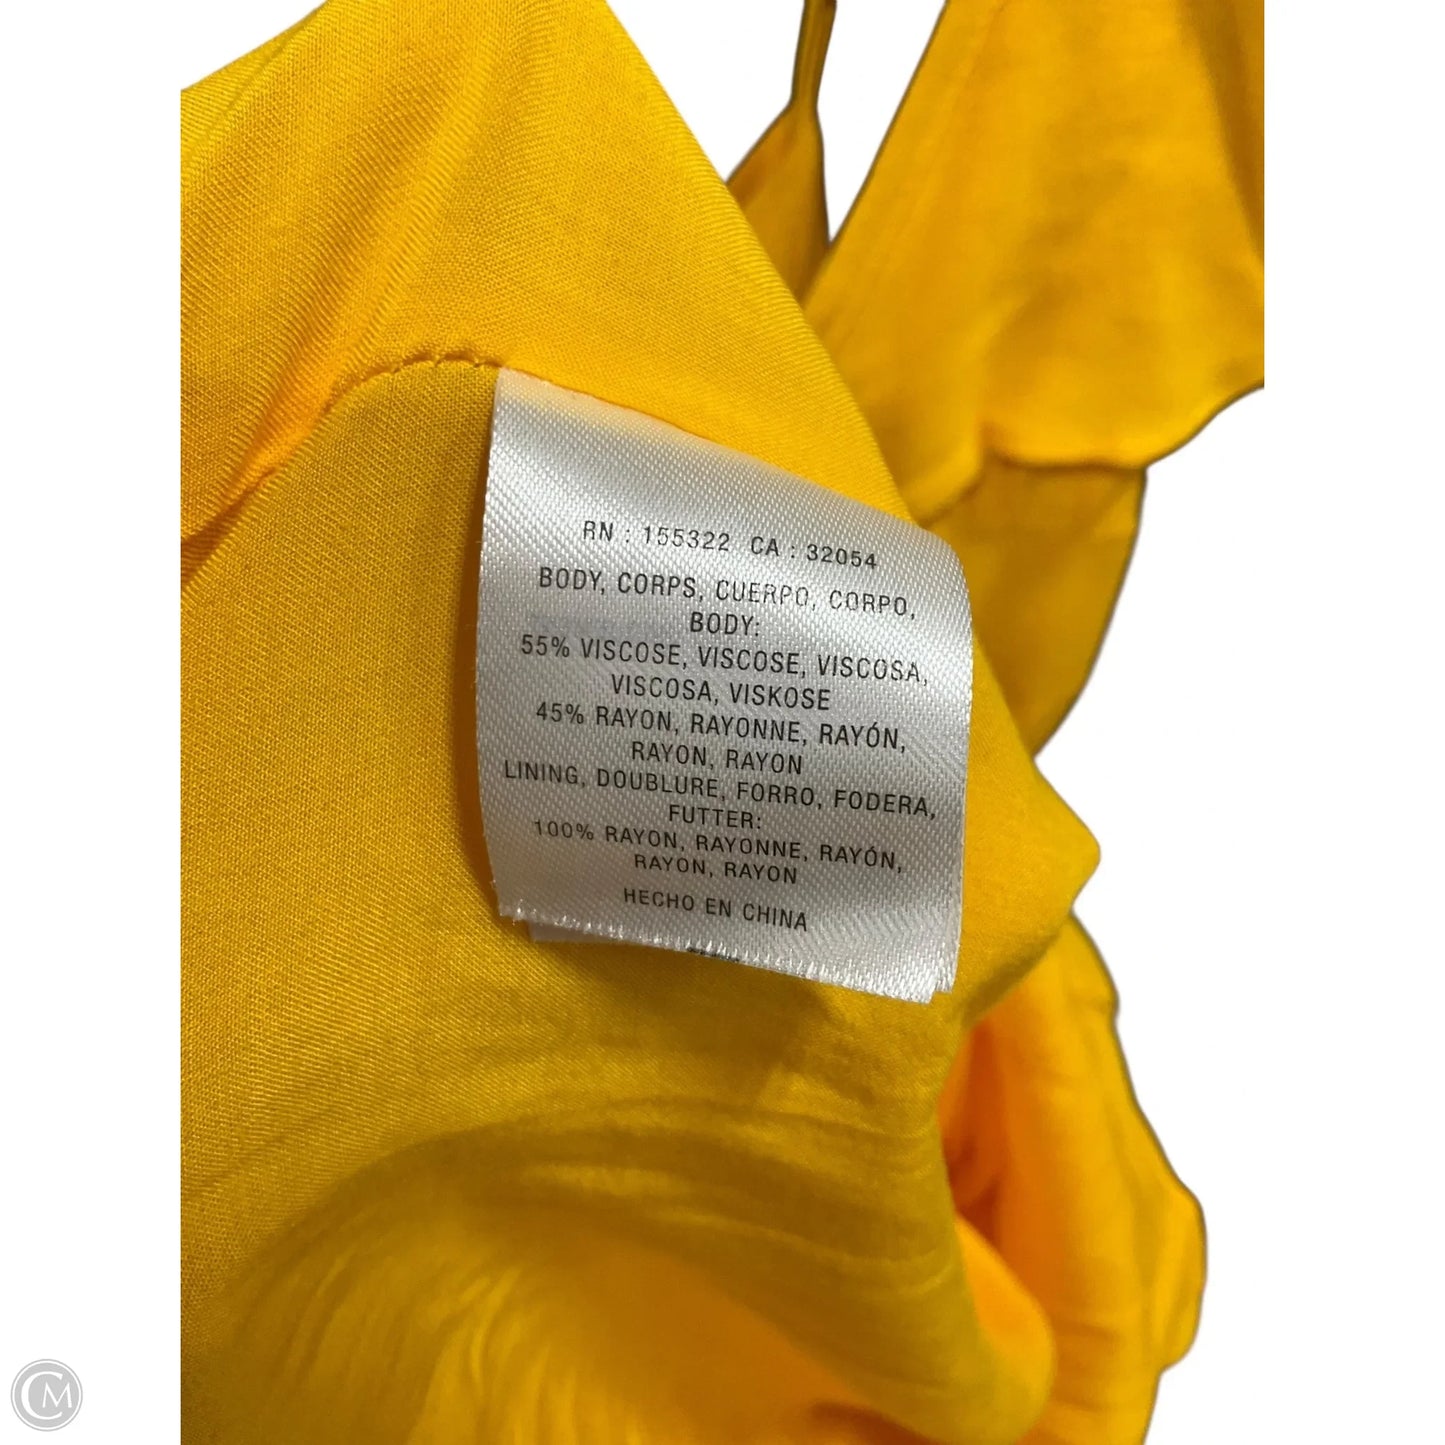 RN : 155322 CA : 32054
BODY, CORPS, CUERPO, CORPO,
BODY:
55% VISCOSE, VISCOSE, VISCOSA,
VISCOSA, VISKOSE
45% RAYON, RAYONNE, RAYÓN,
RAYON, RAYON
LINING, DOUBLURE, FORRO, FODERA,
FUTTER:
100% RAYON, RAYONNE, RAYÓN,
RAYON, RAYON
HECHO EN CHINA
CM